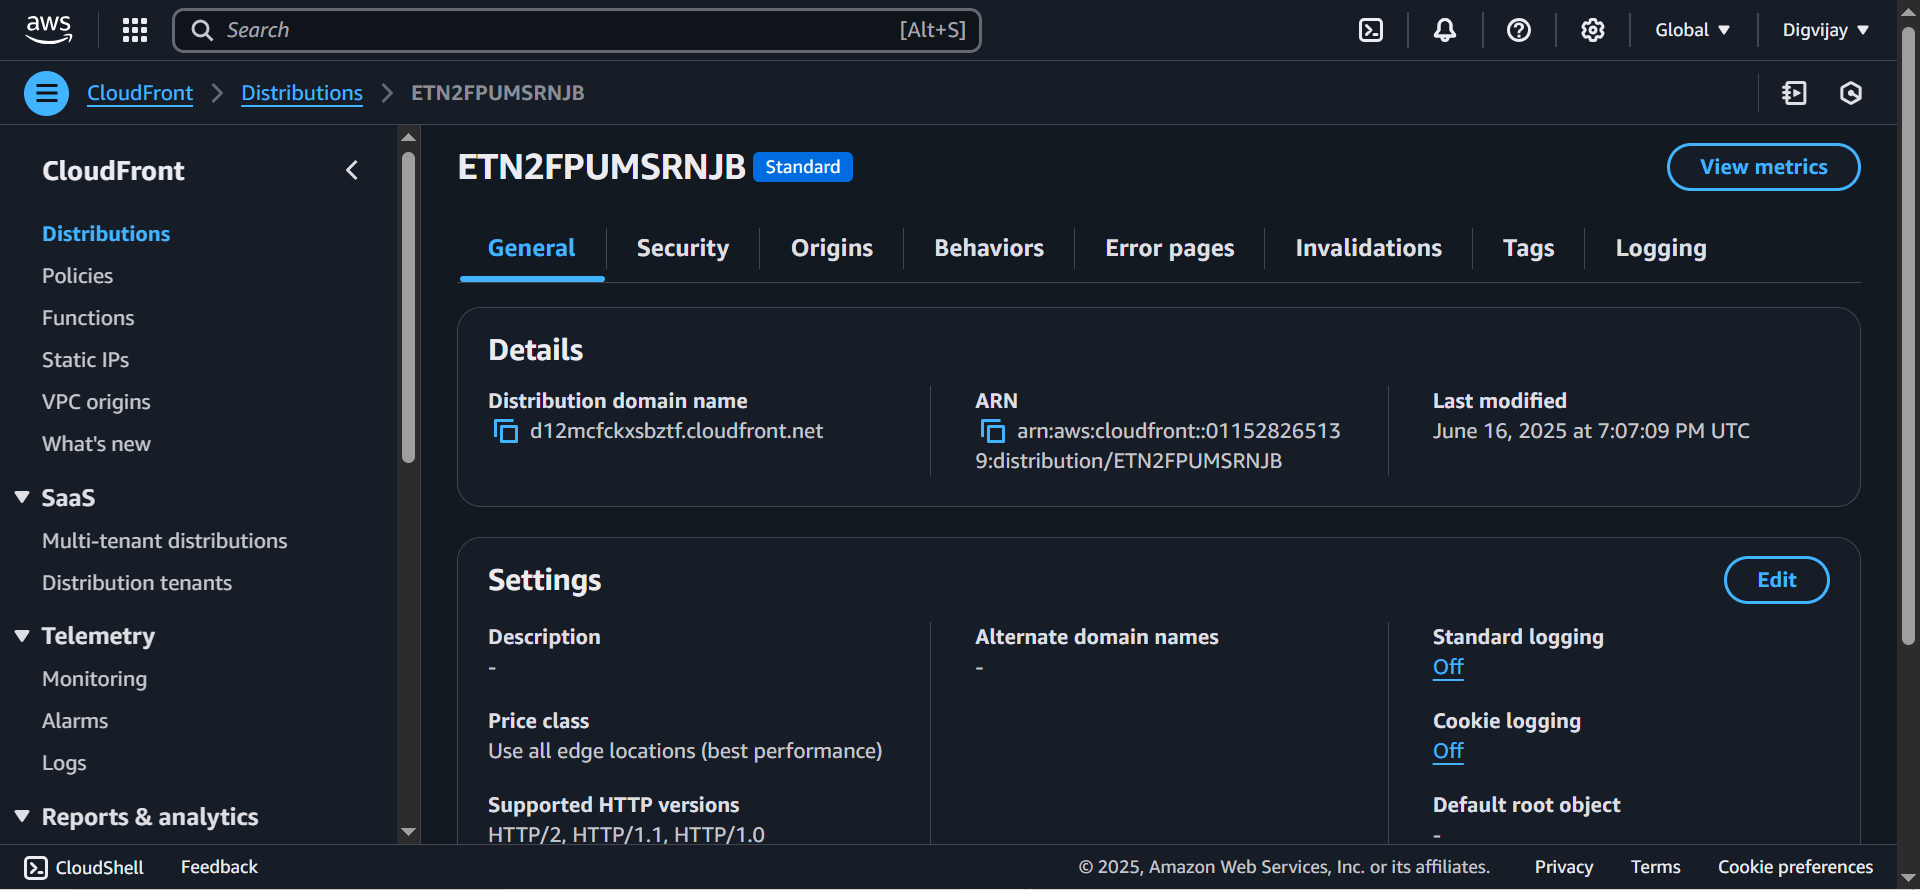 aws
Search [Alt+S]
Global
Digvijay
CloudFront
Distributions
ETN2FPUMSRNJB
CloudFront
Distributions
Policies
Functions
Static IPs
VPC origins
What's new
SaaS
Multi-tenant distributions
Distribution tenants
Telemetry
Monitoring
Alarms
Logs
Reports & analytics
ETN2FPUMSRNJB Standard
View metrics
General
Security
Origins
Behaviors
Error pages
Invalidations
Tags
Logging
Details
Distribution domain name
d12mcfckxsbztf.cloudfront.net
ARN
arn:aws:cloudfront::01152826513
9:distribution/ETN2FPUMSRNJB
Last modified
June 16, 2025 at 7:07:09 PM UTC
Settings
Edit
Description
-
Price class
Use all edge locations (best performance)
Supported HTTP versions
HTTP/2, HTTP/1.1, HTTP/1.0
Alternate domain names
-
Standard logging
Off
Cookie logging
Off
Default root object
-
CloudShell
Feedback
© 2025, Amazon Web Services, Inc. or its affiliates.
Privacy
Terms
Cookie preferences